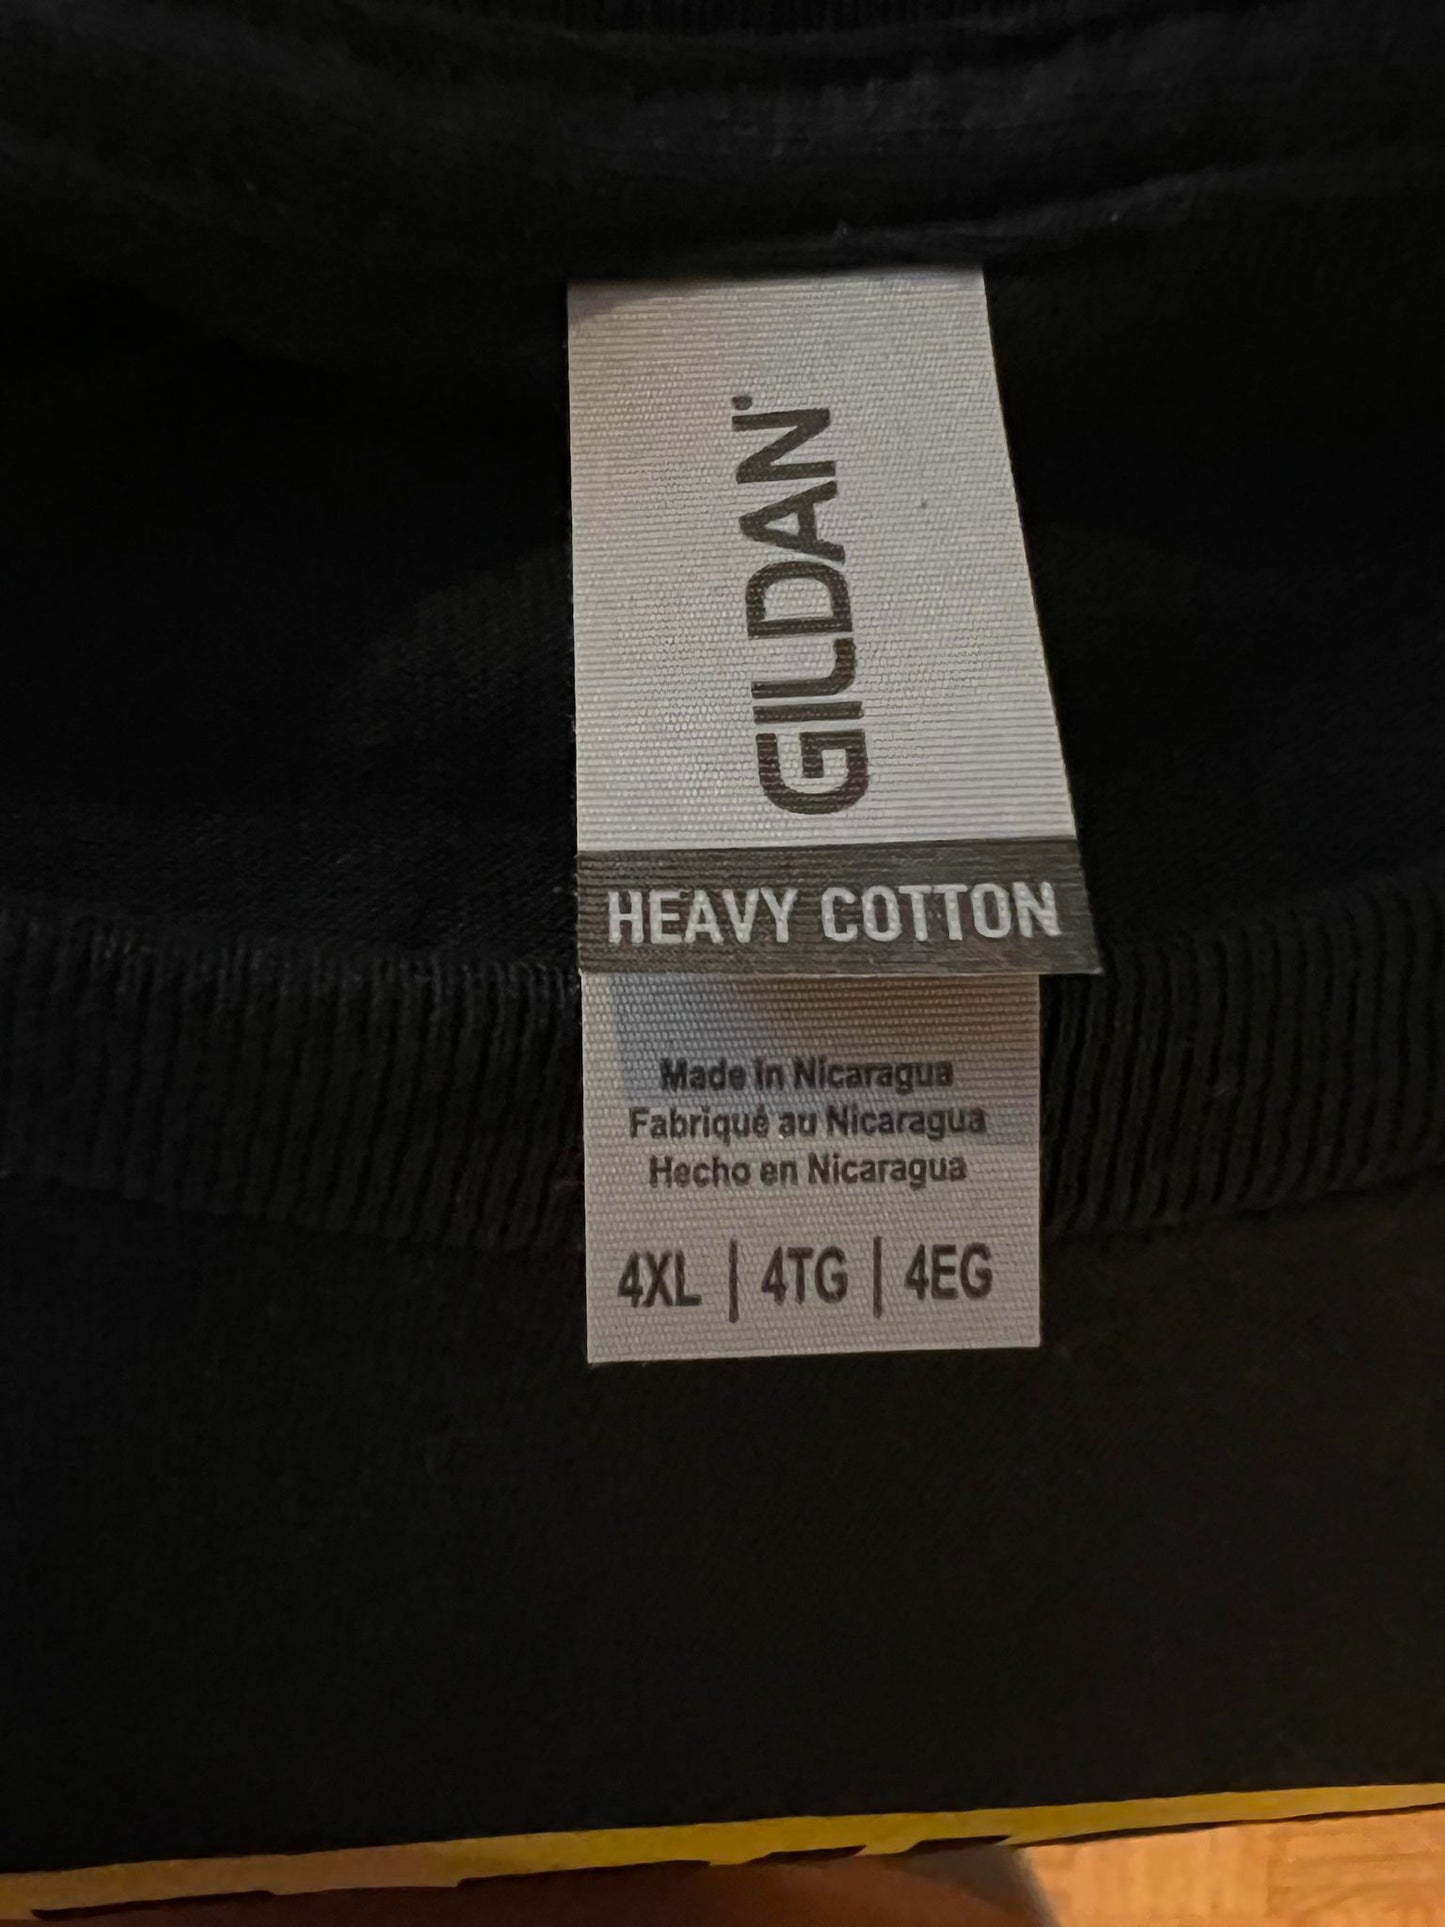 GILDAN
HEAVY COTTON
Made in Nicaragua
Fabriqué au Nicaragua
Hecho en Nicaragua
4XL | 4TG | 4EG